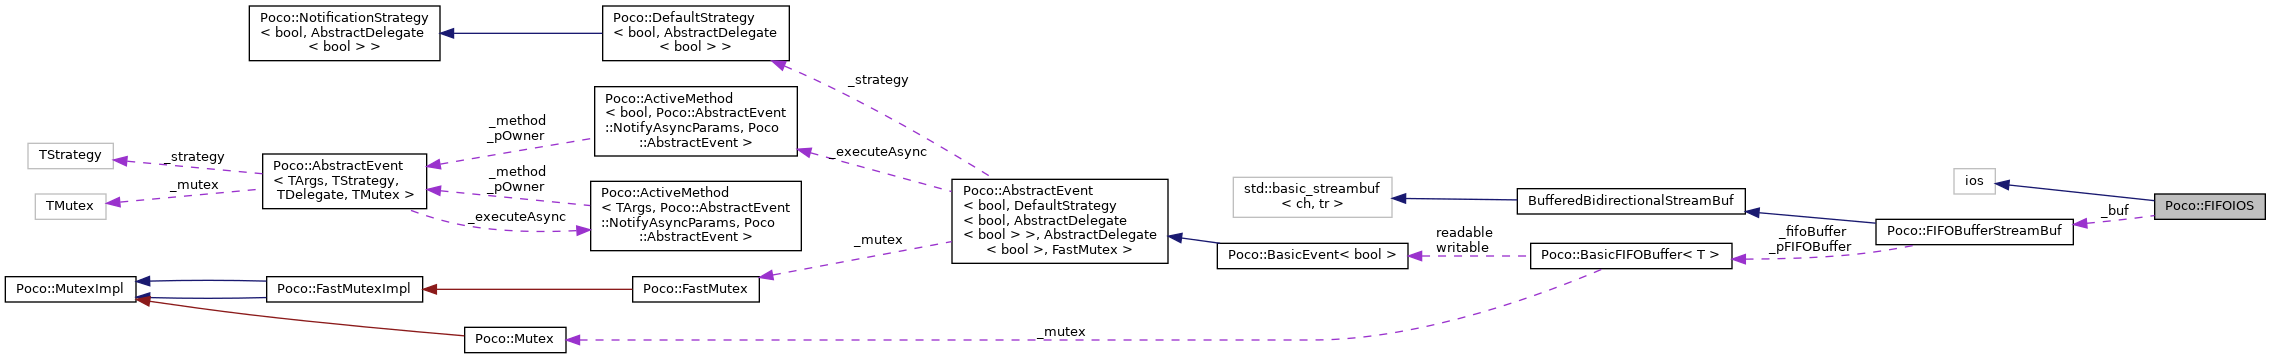 Poco::NotificationStrategy
< bool, AbstractDelegate
< bool > >
Poco::DefaultStrategy
< bool, AbstractDelegate
< bool > >
_strategy
Poco::ActiveMethod
< bool, Poco::AbstractEvent
::NotifyAsyncParams, Poco
::AbstractEvent >
_method
_pOwner
_executeAsync
TStrategy
_strategy
TMutex
_mutex
Poco::AbstractEvent
< TArgs, TStrategy,
TDelegate, TMutex >
_method
_pOwner
_executeAsync
Poco::ActiveMethod
< TArgs, Poco::AbstractEvent
::NotifyAsyncParams, Poco
::AbstractEvent >
Poco::AbstractEvent
< bool, DefaultStrategy
< bool, AbstractDelegate
< bool > >, AbstractDelegate
< bool >, FastMutex >
_mutex
std::basic_streambuf
< ch, tr >
BufferedBidirectionalStreamBuf
ios
Poco::FIFOIOS
_buf
Poco::FIFOBufferStreamBuf
_fifoBuffer
_pFIFOBuffer
Poco::BasicFIFOBuffer< T >
readable
writable
Poco::BasicEvent< bool >
Poco::MutexImpl
Poco::FastMutexImpl
Poco::FastMutex
Poco::Mutex
_mutex